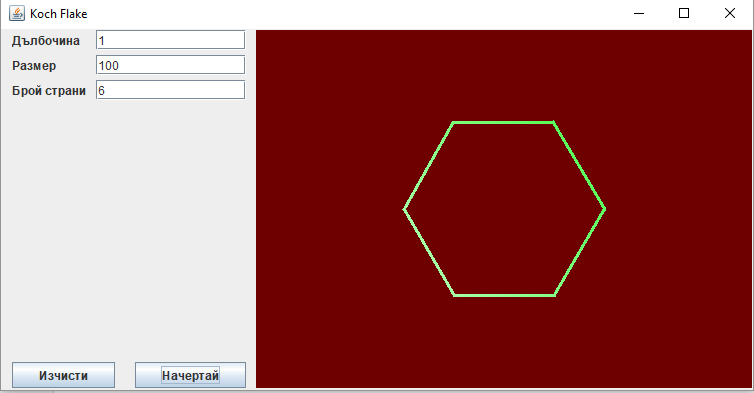 Koch Flake
Дълбочина 1
Размер 100
Брой страни 6
Изчисти Начертай